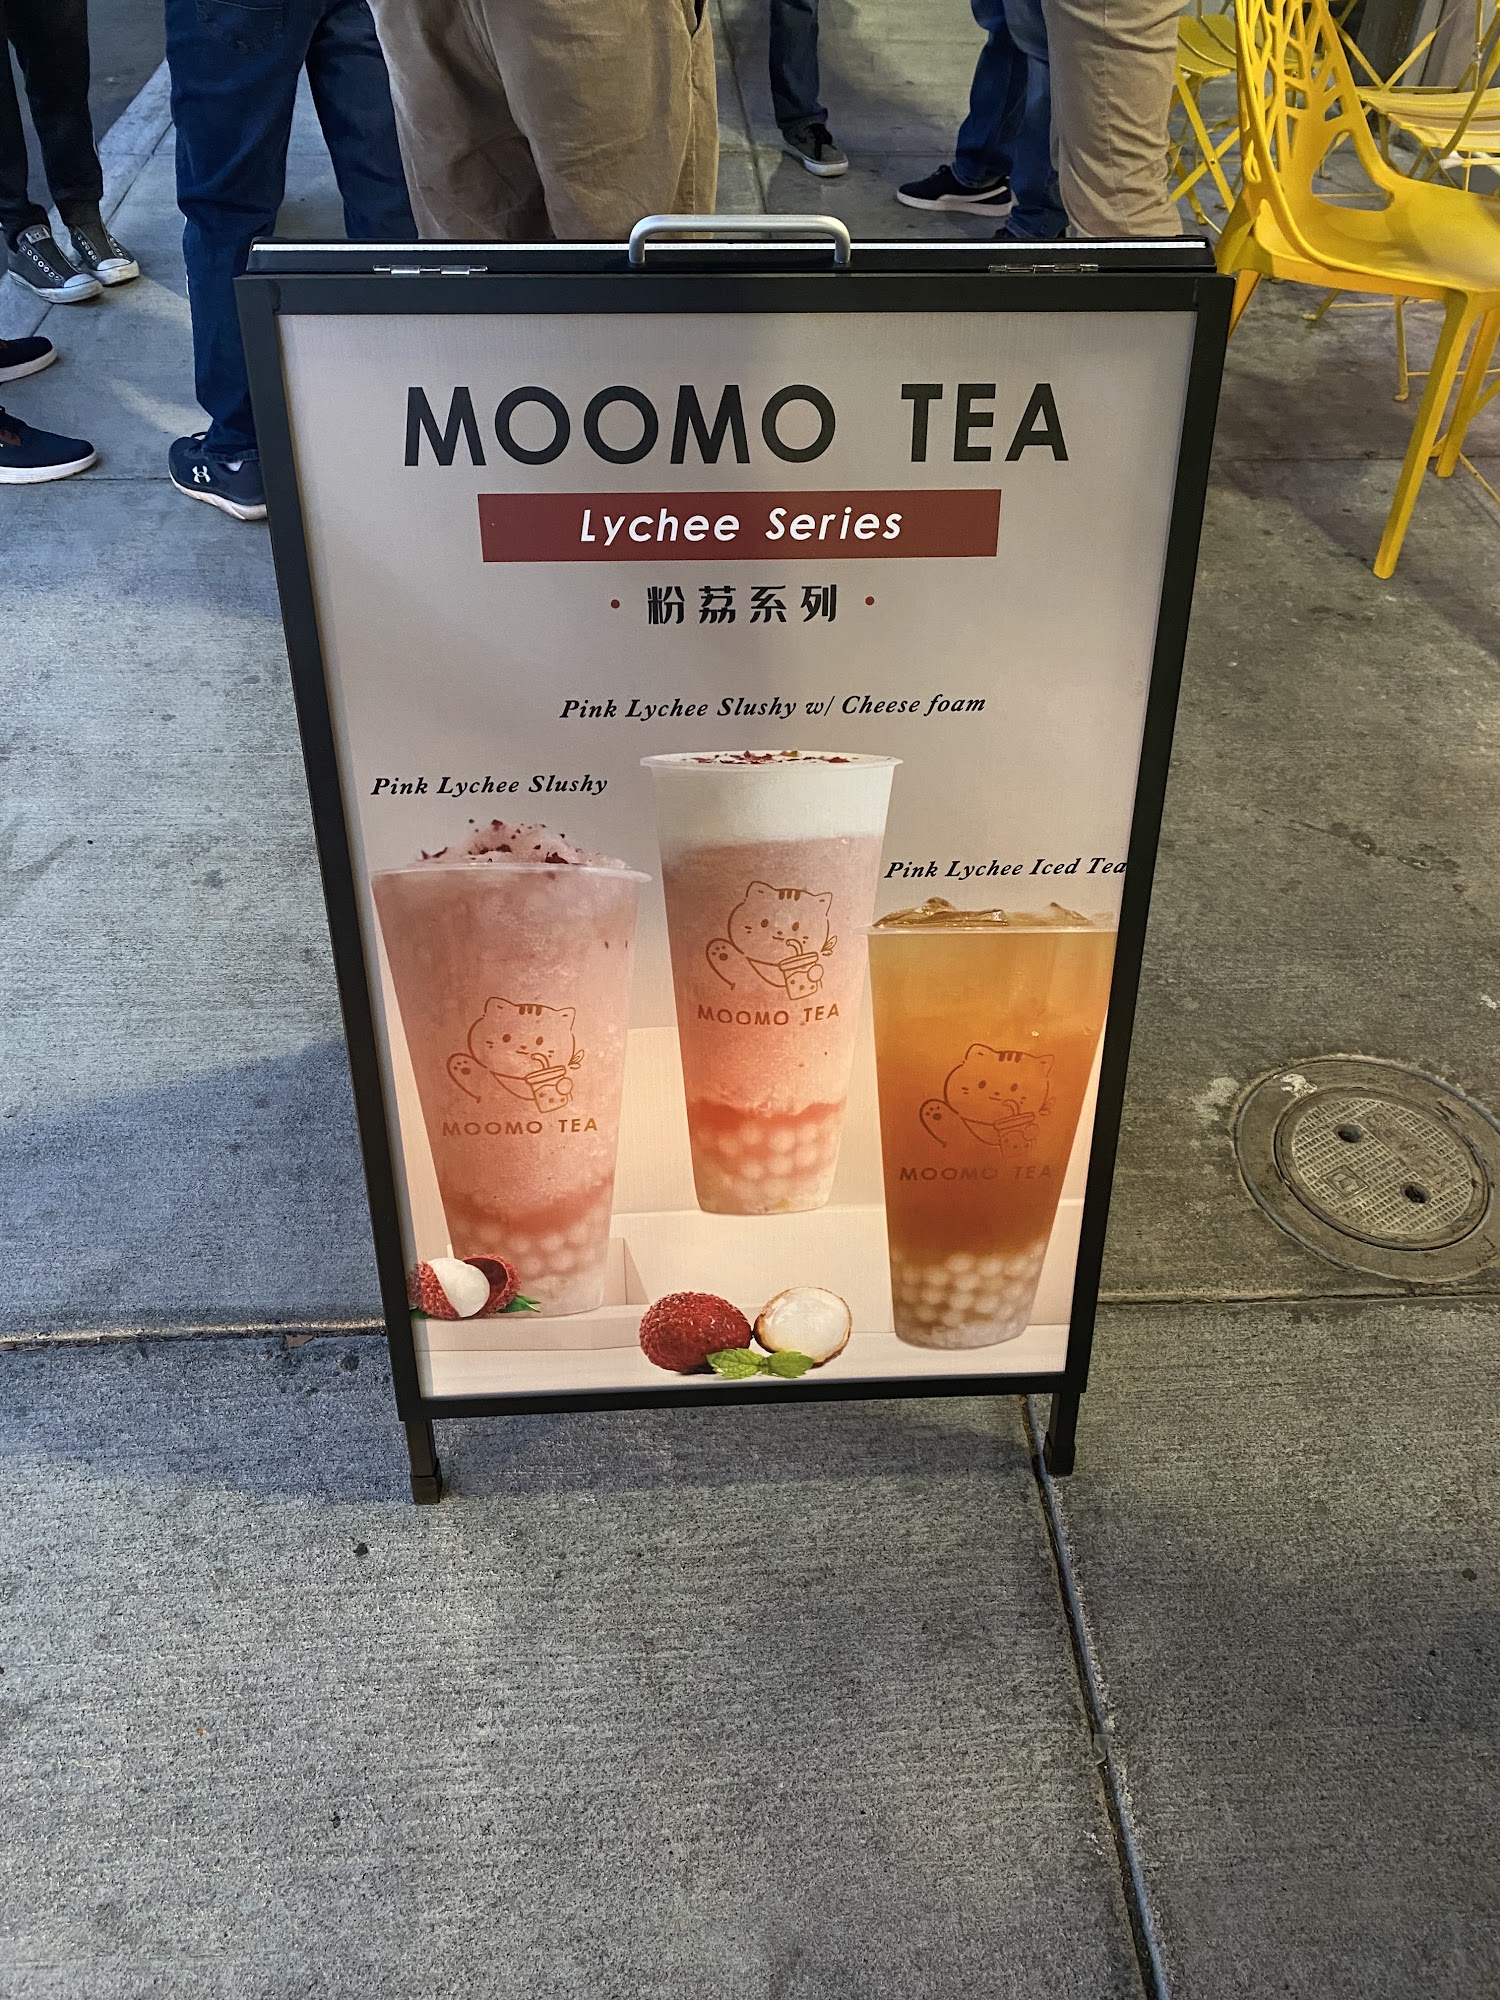 MOOMO TEA
Lychee Series
• 粉荔系列 •
Pink Lychee Slushy w/ Cheese foam
Pink Lychee Slushy
Pink Lychee Iced Tea
MOOMO TEA
MOOMO TEA
MOOMO TEA